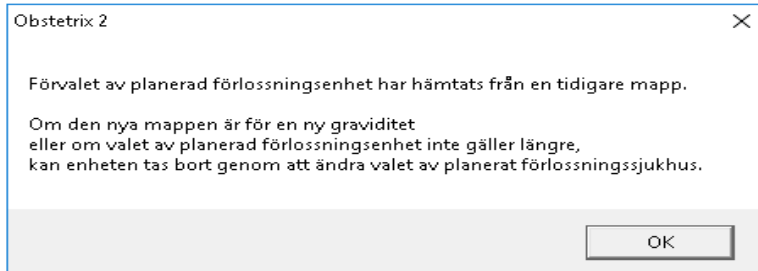 Obstetrix 2
Förvalet av planerad förlossningsenhet har hämtats från en tidigare mapp.
Om den nya mappen är för en ny graviditet
eller om valet av planerad förlossningsenhet inte gäller längre,
kan enheten tas bort genom att ändra valet av planerat förlossningssjukhus.
OK